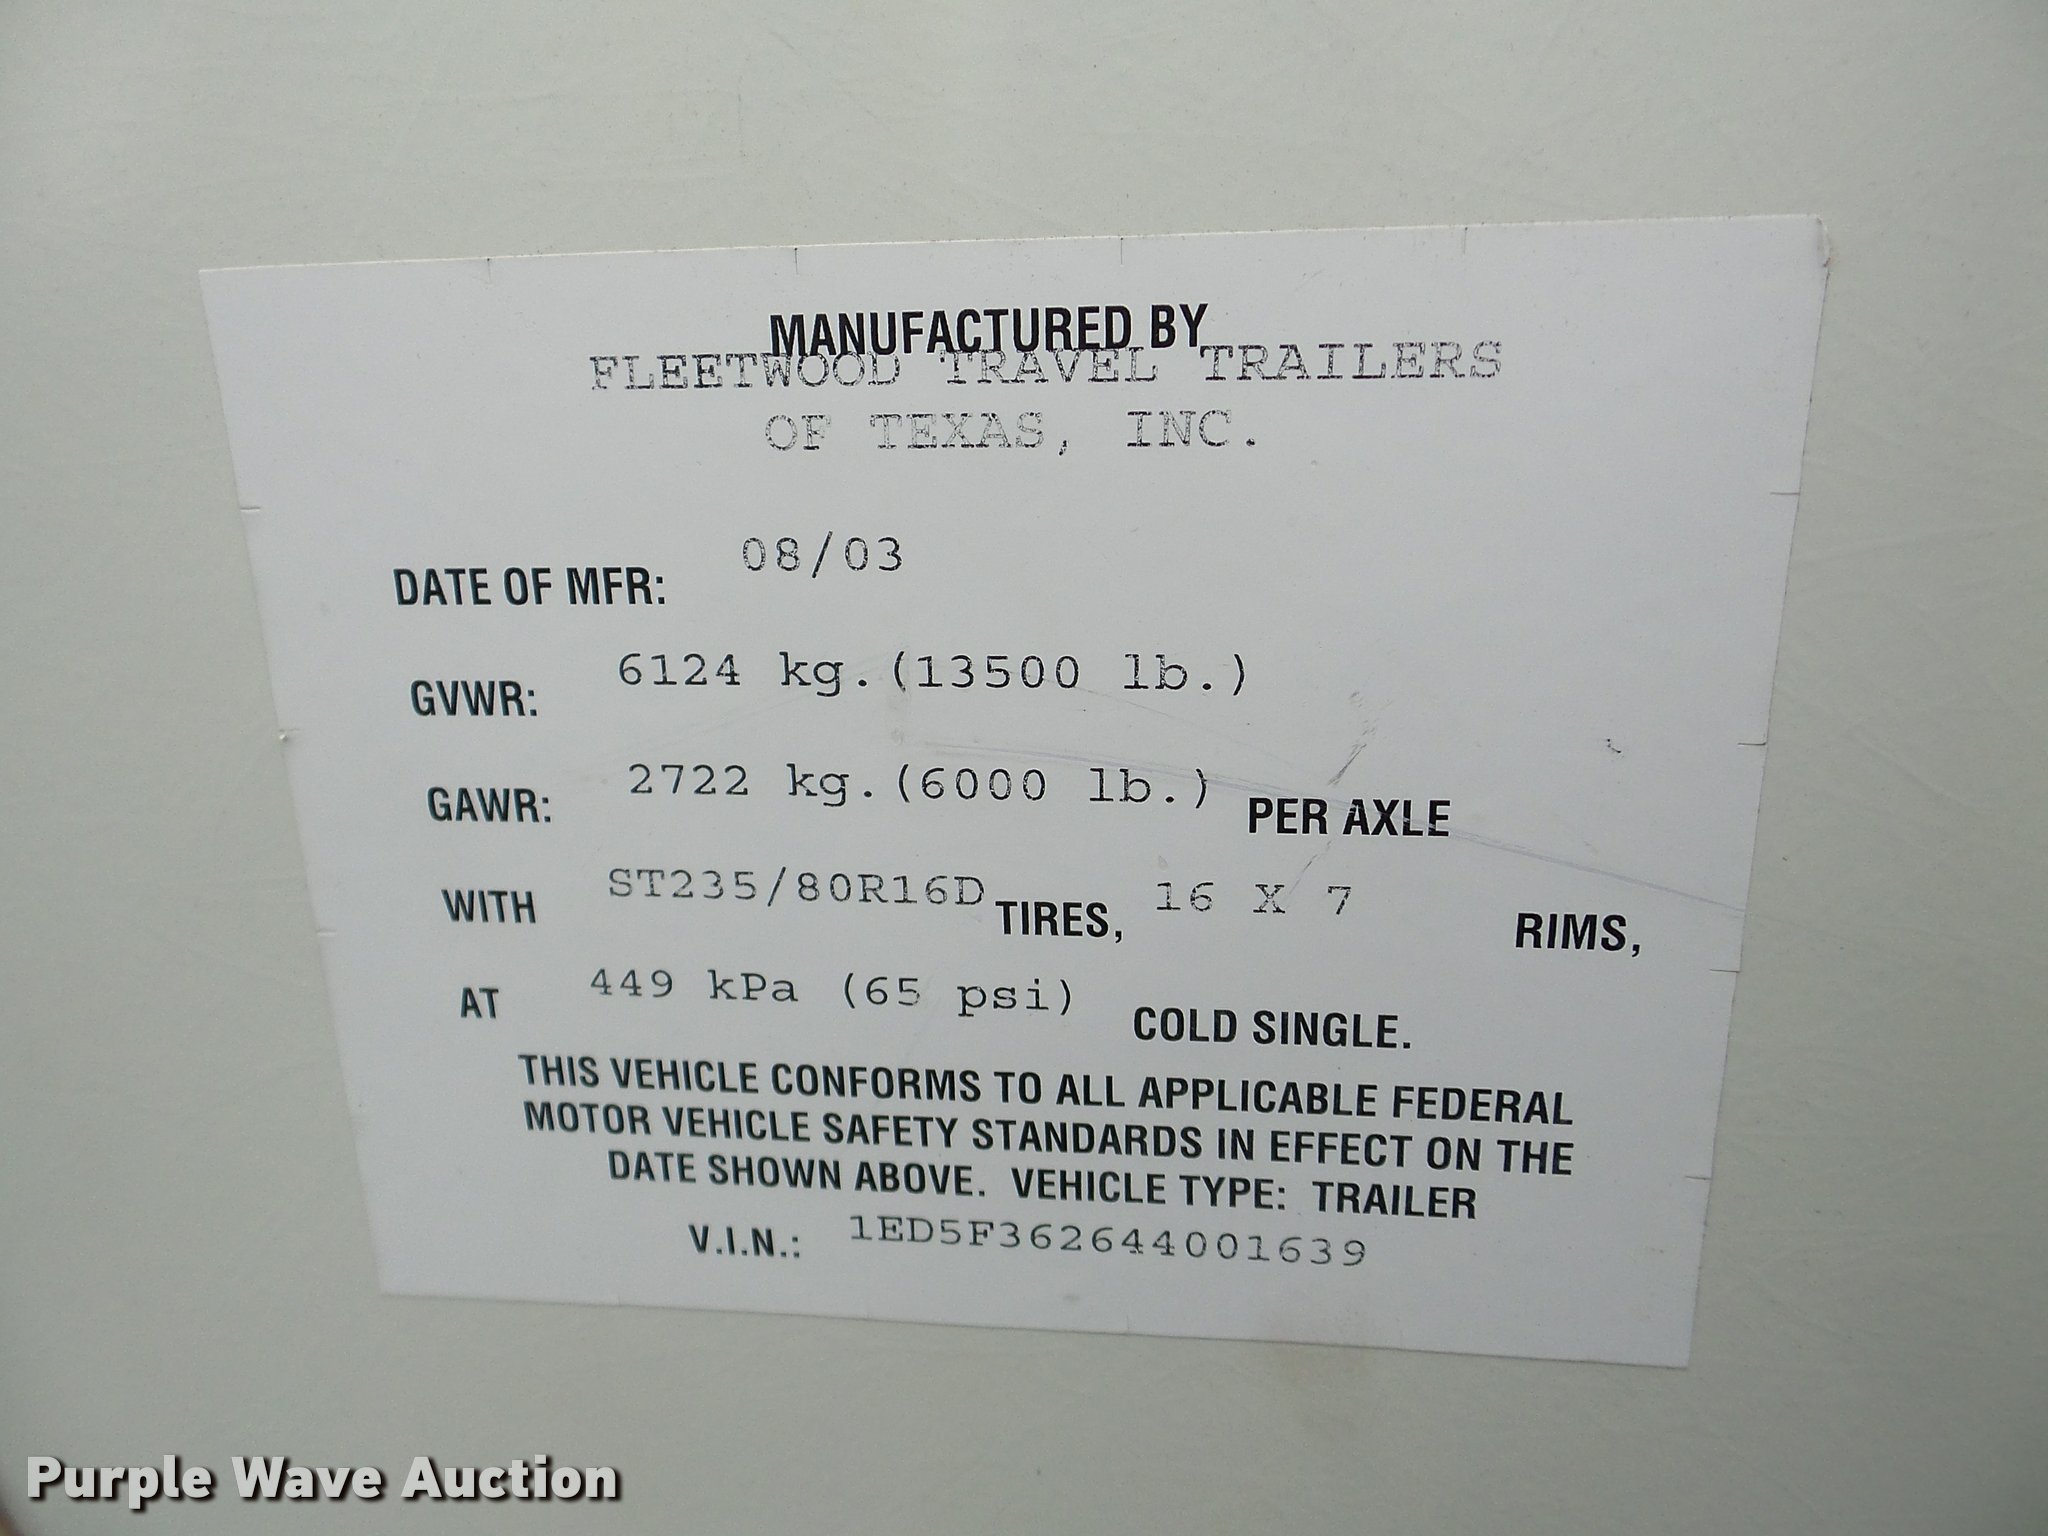 MANUFACTURED BY
FLEETWOOD TRAVEL TRAILERS
OF TEXAS, INC.
DATE OF MFR: 08/03
GVWR: 6124 kg.(13500 lb.)
GAWR: 2722 kg.(6000 lb.) PER AXLE
WITH ST235/80R16D TIRES, 16 X 7 RIMS,
AT 449 kPa (65 psi) COLD SINGLE.
THIS VEHICLE CONFORMS TO ALL APPLICABLE FEDERAL
MOTOR VEHICLE SAFETY STANDARDS IN EFFECT ON THE
DATE SHOWN ABOVE. VEHICLE TYPE: TRAILER
V.I.N.: 1ED5F362644001639
Purple Wave Auction